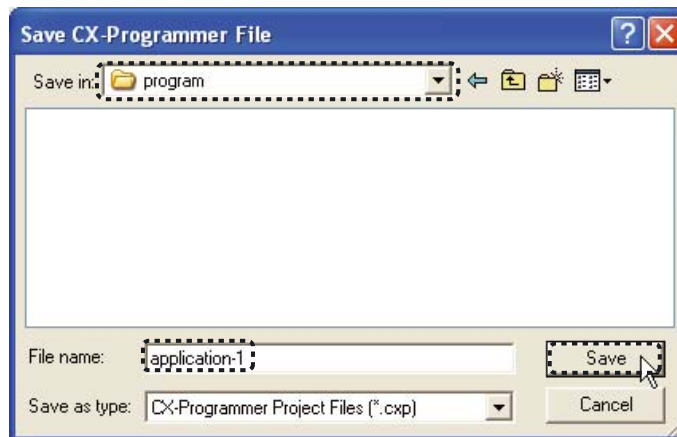 Save CX-Programmer File
Save in: program
File name: application-1 Save
Save as type: CX-Programmer Project Files (*.cxp) Cancel